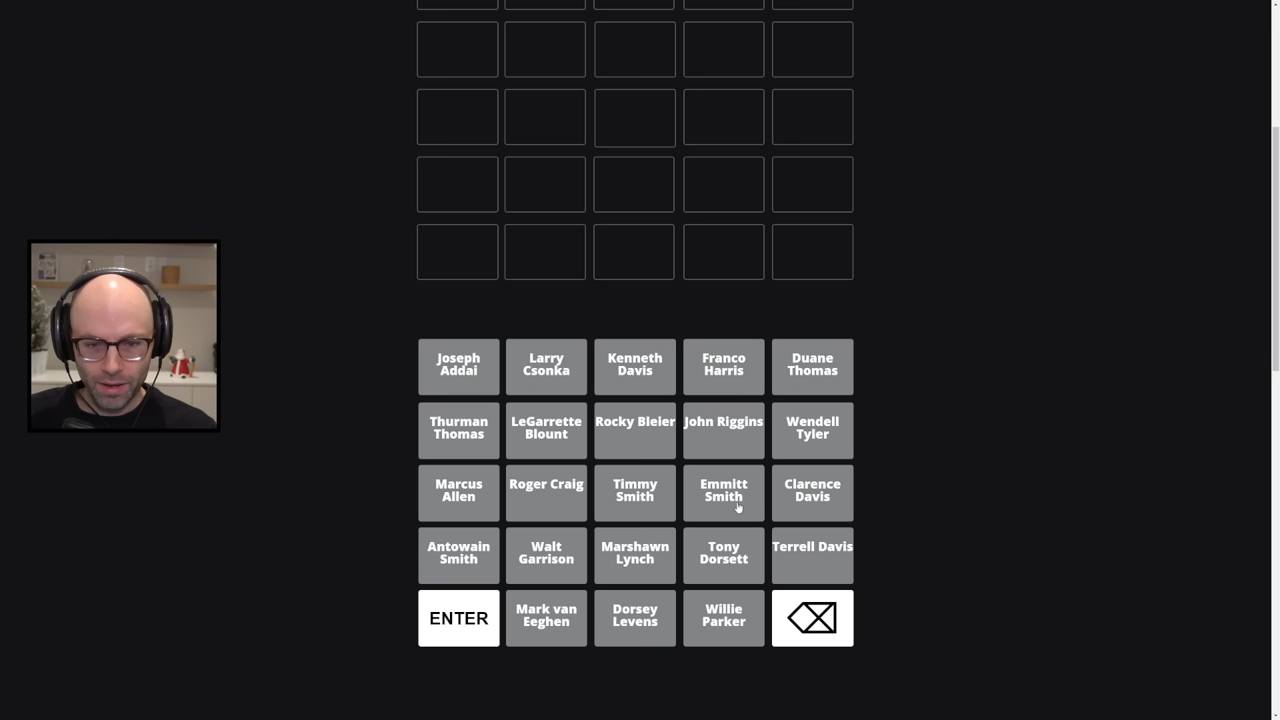 Joseph
Addai
Larry
Csonka
Kenneth
Davis
Franco
Harris
Duane
Thomas
Thurman
Thomas
LeGarrette
Blount
Rocky Bleier
John Riggins
Wendell
Tyler
Marcus
Allen
Roger Craig
Timmy
Smith
Emmitt
Smith
Clarence
Davis
Antowain
Smith
Walt
Garrison
Marshawn
Lynch
Tony
Dorsett
Terrell Davis
ENTER
Mark van
Eeghen
Dorsey
Levens
Willie
Parker